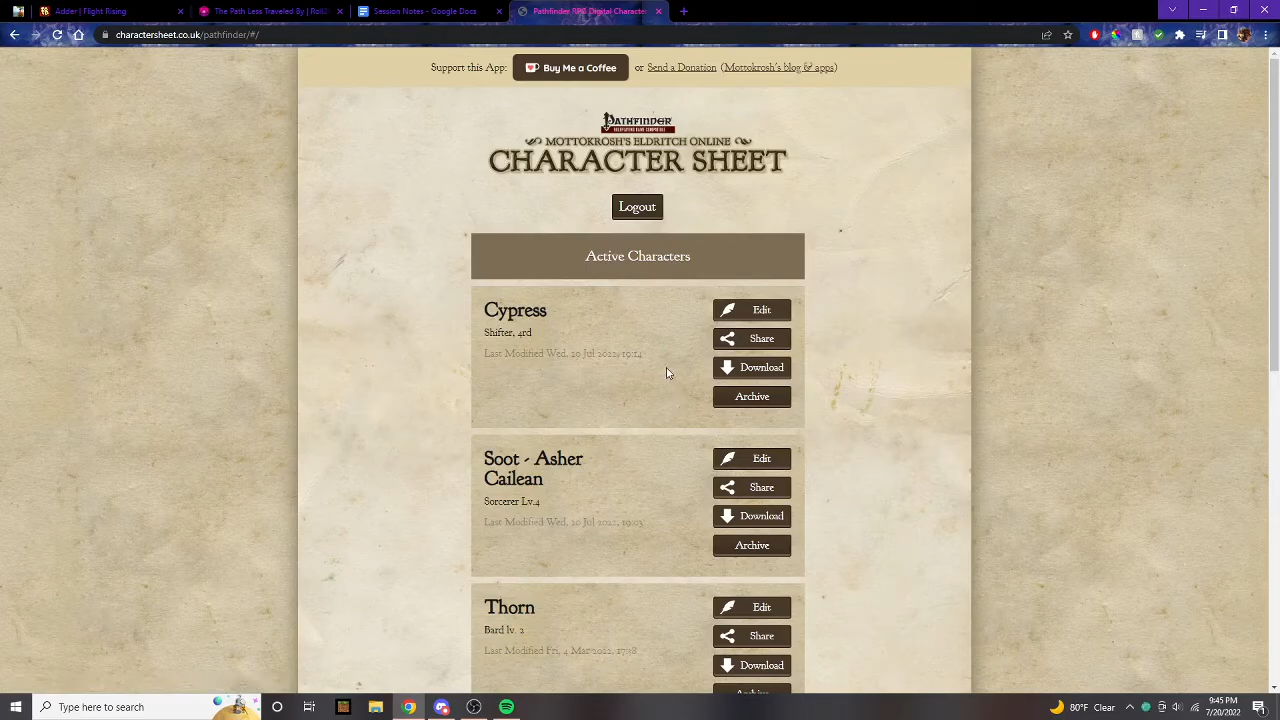 Adder | Flight Rising
The Path Less Traveled By | Roll2
Session Notes - Google Docs
Pathfinder RPG Digital Character
charactersheet.co.uk/pathfinder/#/
Support this App: Buy Me a Coffee or Send a Donation (Mottokrosh's blog & apps)
PATHFINDER
ROLEPLAYING GAME COMPATIBLE
MOTTOKROSH'S ELDRITCH ONLINE
CHARACTER SHEET
Logout
Active Characters
Cypress
Shifter, 4rd
Last Modified Wed, 20 Jul 2022, 19:14
Edit
Share
Download
Archive
Soot - Asher
Cailean
Sorcerer Lv.4
Last Modified Wed, 20 Jul 2022, 19:03
Edit
Share
Download
Archive
Thorn
Bard lv. 2
Last Modified Fri, 4 Mar 2022, 17:38
Edit
Share
Download
Archive
Type here to search
80°F Clear
9:45 PM
7/20/2022